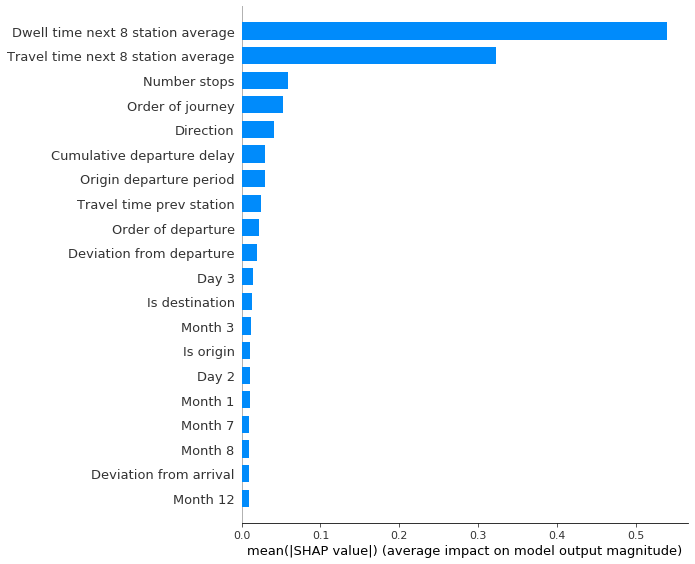 Dwell time next 8 station average
Travel time next 8 station average
Number stops
Order of journey
Direction
Cumulative departure delay
Origin departure period
Travel time prev station
Order of departure
Deviation from departure
Day 3
Is destination
Month 3
Is origin
Day 2
Month 1
Month 7
Month 8
Deviation from arrival
Month 12
0.0 0.1 0.2 0.3 0.4 0.5
mean(|SHAP value|) (average impact on model output magnitude)